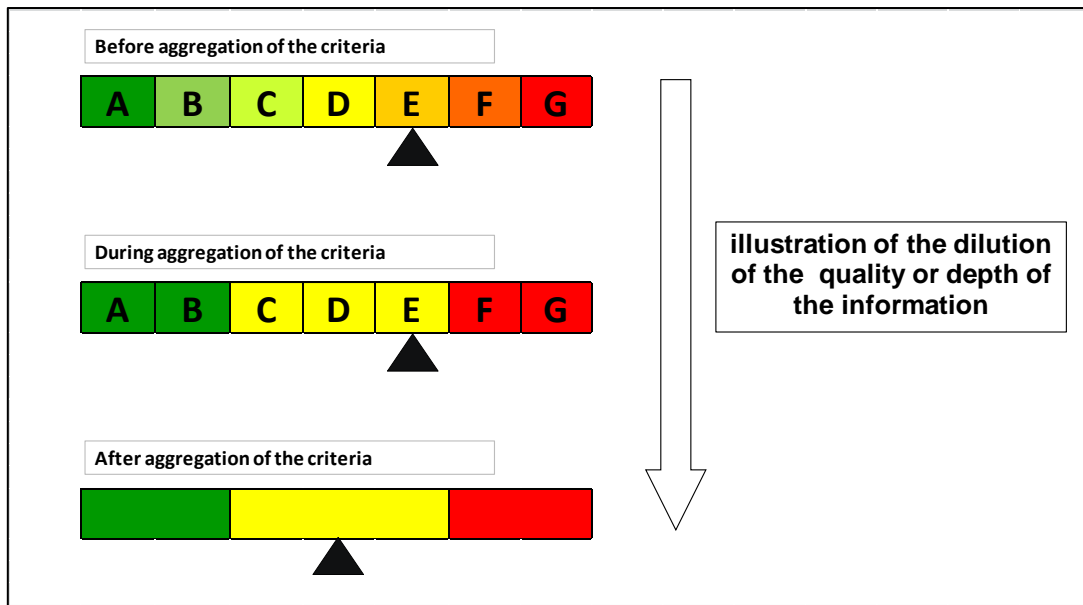 Before aggregation of the criteria
A B C D E F G
During aggregation of the criteria
A B C D E F G
After aggregation of the criteria
illustration of the dilution
of the quality or depth of
the information